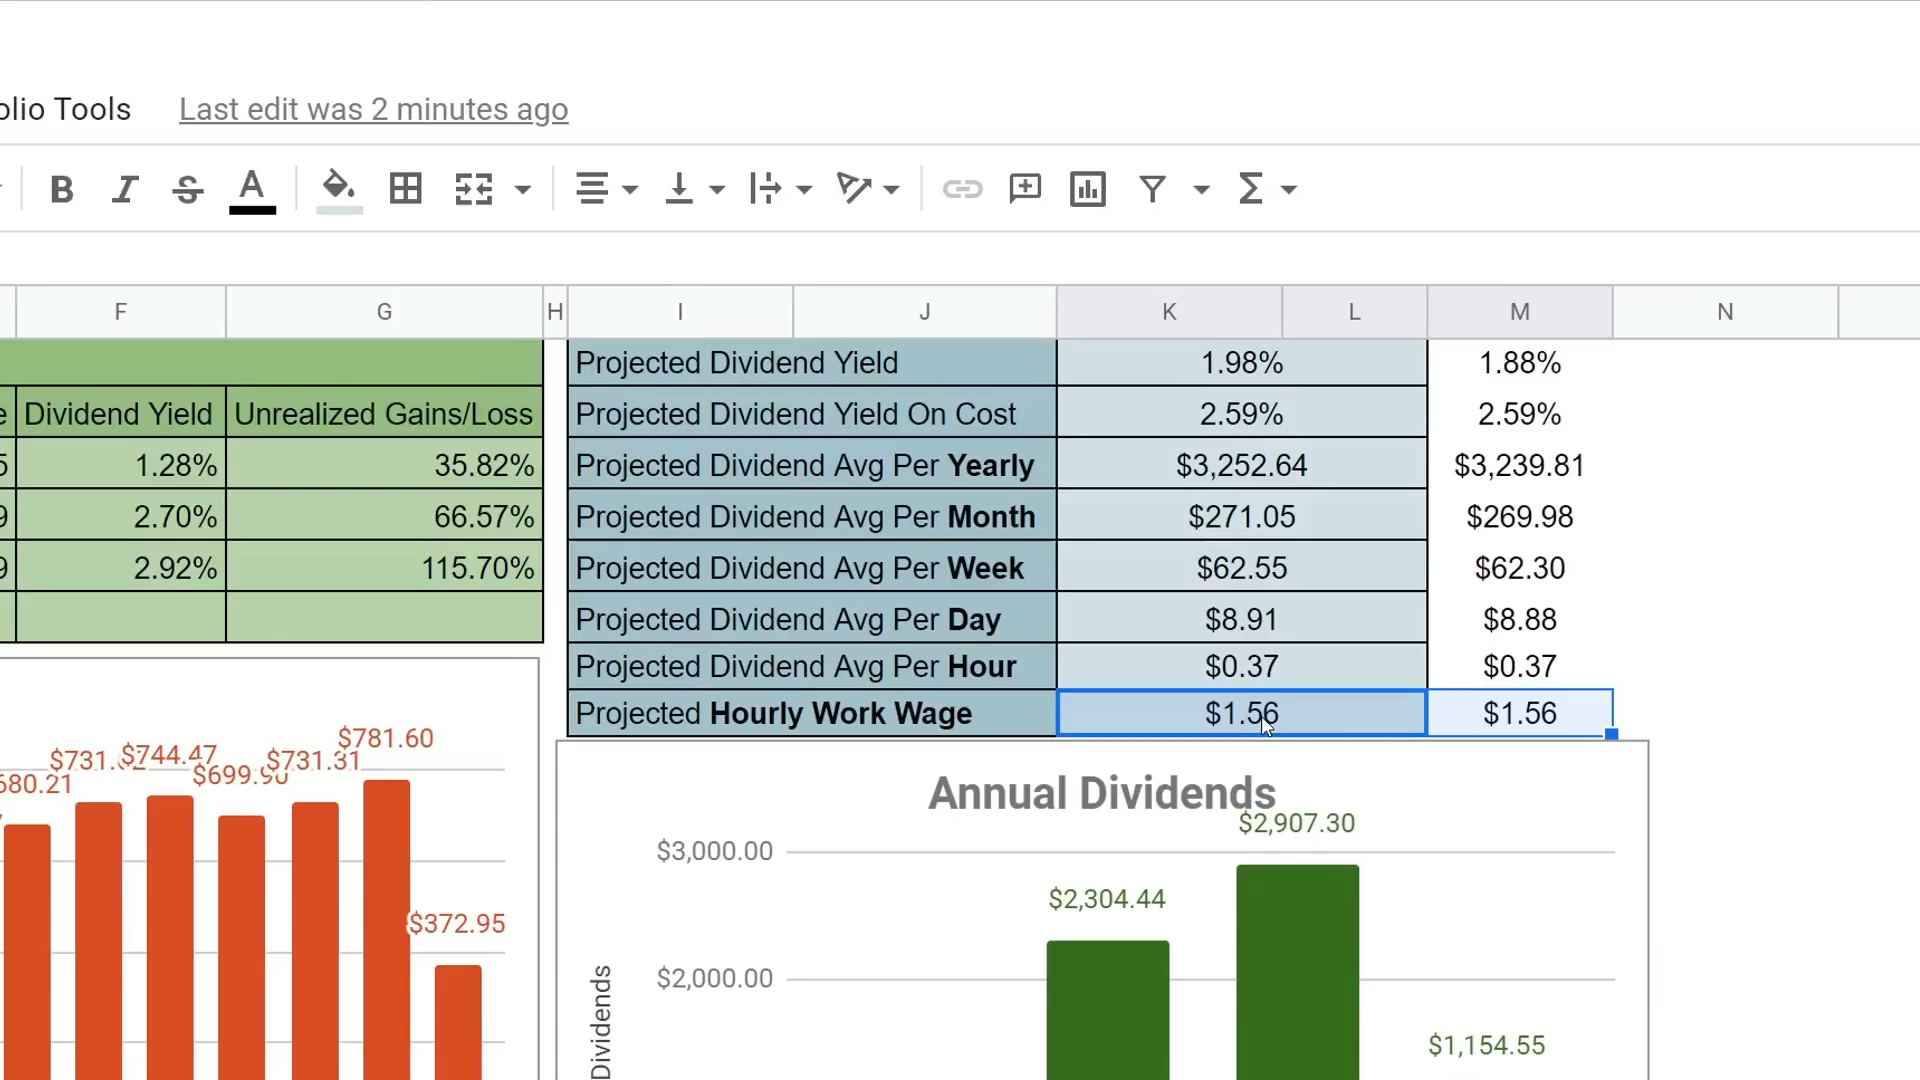 olio Tools Last edit was 2 minutes ago
B I S A
F G H I J K L M N
Projected Dividend Yield 1.98% 1.88%
e Dividend Yield Unrealized Gains/Loss Projected Dividend Yield On Cost 2.59% 2.59%
5 1.28% 35.82% Projected Dividend Avg Per Yearly $3,252.64 $3,239.81
9 2.70% 66.57% Projected Dividend Avg Per Month $271.05 $269.98
9 2.92% 115.70% Projected Dividend Avg Per Week $62.55 $62.30
Projected Dividend Avg Per Day $8.91 $8.88
Projected Dividend Avg Per Hour $0.37 $0.37
Projected Hourly Work Wage $1.56 $1.56
$781.60
$744.47
$731.31
$699.90
680.21
$372.95
Annual Dividends
$2,907.30
$3,000.00
$2,304.44
$2,000.00
$1,154.55
Dividends